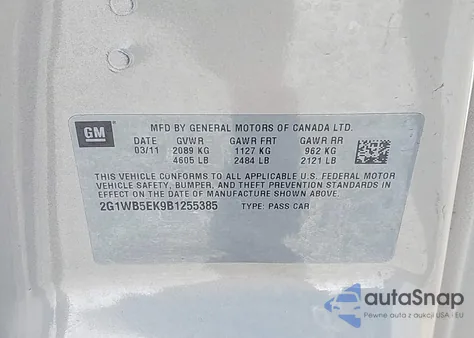 GM
MFD BY GENERAL MOTORS OF CANADA LTD.
DATE GVWR GAWR FRT GAWR RR
03/11 2089 KG 1127 KG 962 KG
4605 LB 2484 LB 2121 LB
THIS VEHICLE CONFORMS TO ALL APPLICABLE U.S. FEDERAL MOTOR
VEHICLE SAFETY, BUMPER, AND THEFT PREVENTION STANDARDS IN
EFFECT ON THE DATE OF MANUFACTURE SHOWN ABOVE.
2G1WB5EK9B1255385 TYPE: PASS CAR
autoSnap
Pewne auta z aukcji USA i EU